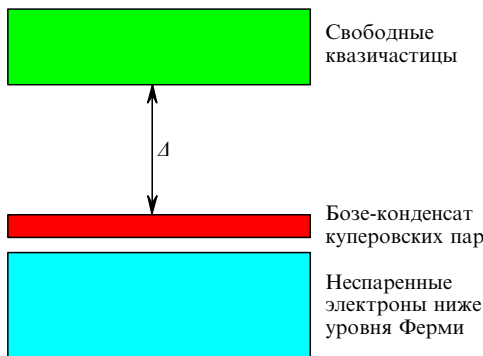 Свободные
квазичастицы
Δ
Бозе-конденсат
куперовских пар
Неспаренные
электроны ниже
уровня Ферми